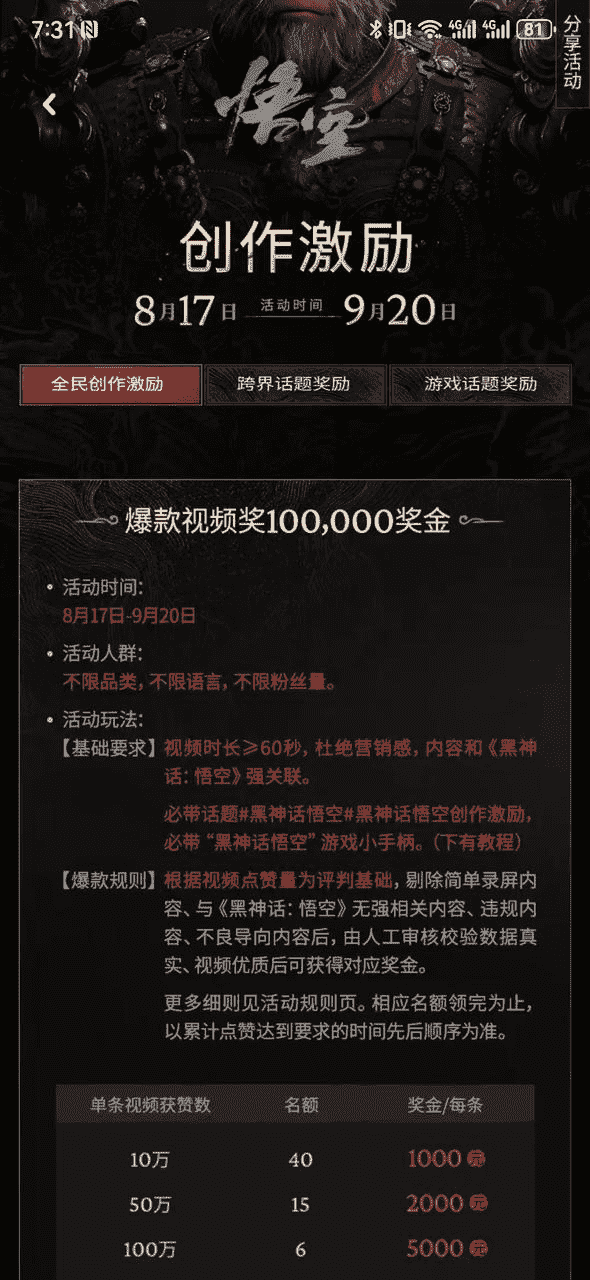 7:31
4G 4G 81
分享活动
悟空
创作激励
8月17日 活动时间 9月20日
全民创作激励 跨界话题奖励 游戏话题奖励
爆款视频奖100,000奖金
• 活动时间:
8月17日-9月20日
• 活动人群:
不限品类, 不限语言, 不限粉丝量。
• 活动玩法:
【基础要求】视频时长≥60秒, 杜绝营销感, 内容和《黑神
话: 悟空》强关联。
必带话题#黑神话悟空#黑神话悟空创作激励,
必带“黑神话悟空”游戏小手柄。(下有教程)
【爆款规则】根据视频点赞量为评判基础, 剔除简单录屏内
容、与《黑神话: 悟空》无强相关内容、违规内
容、不良导向内容后, 由人工审核校验数据真
实、视频优质后可获得对应奖金。
更多细则见活动规则页。相应名额领完为止,
以累计点赞达到要求的时间先后顺序为准。
单条视频获赞数 名额 奖金/每条
10万 40 1000元
50万 15 2000元
100万 6 5000元